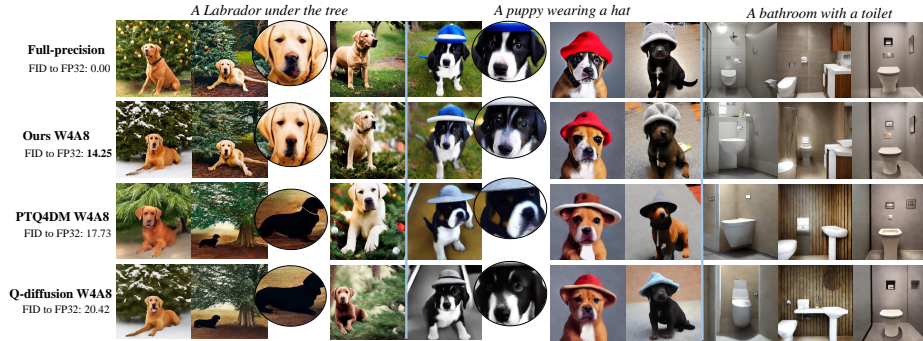 A Labrador under the tree
A puppy wearing a hat
A bathroom with a toilet
Full-precision
FID to FP32: 0.00
Ours W4A8
FID to FP32: 14.25
PTQ4DM W4A8
FID to FP32: 17.73
Q-diffusion W4A8
FID to FP32: 20.42